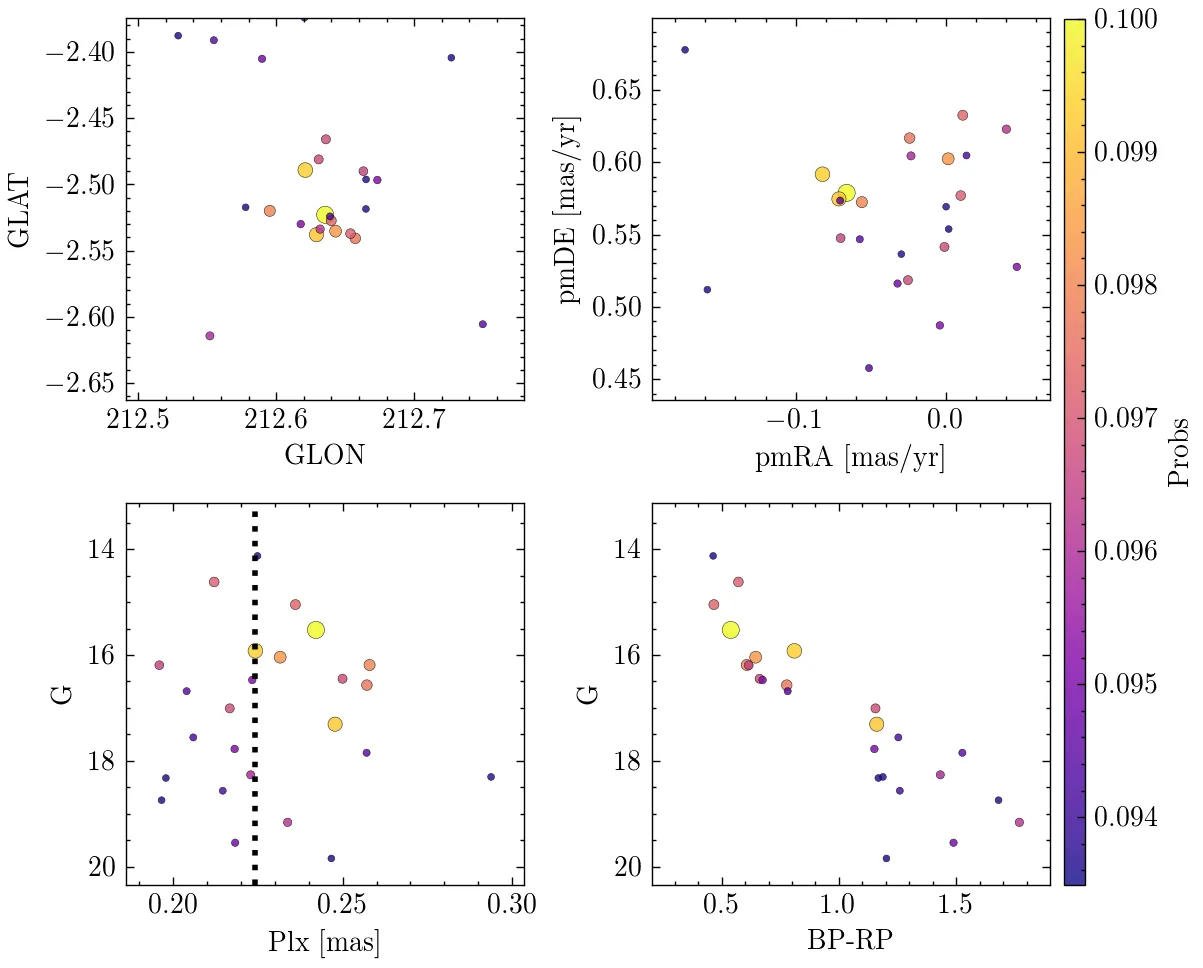 −2.40
−2.45
−2.50
−2.55
−2.60
−2.65
GLAT
212.5 212.6 212.7
GLON
0.65
0.60
0.55
0.50
0.45
pmDE [mas/yr]
−0.1 0.0
pmRA [mas/yr]
14
16
18
20
G
0.20 0.25 0.30
Plx [mas]
14
16
18
20
G
0.5 1.0 1.5
BP-RP
0.100
0.099
0.098
0.097
0.096
0.095
0.094
Probs